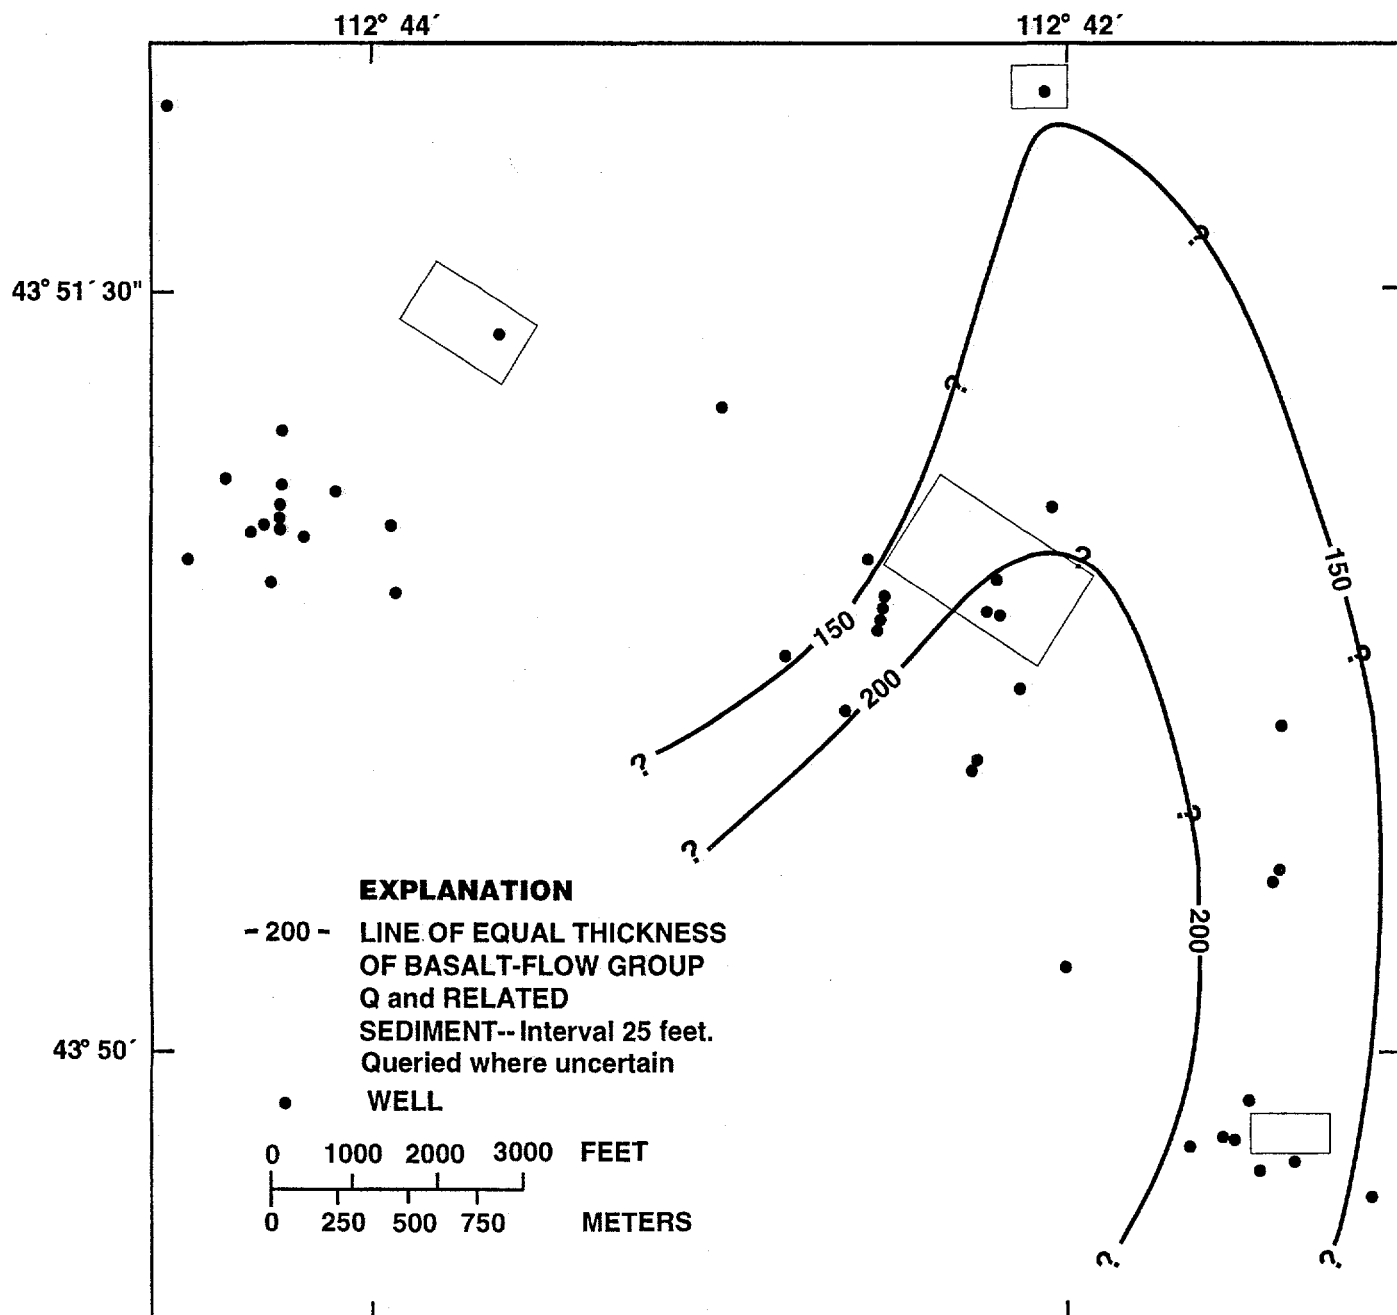 112° 44´ 112° 42´
?
43° 51´ 30"
?
?
150
150
?
200
?
?
?
EXPLANATION
- 200 - LINE OF EQUAL THICKNESS
200
OF BASALT-FLOW GROUP
Q and RELATED
SEDIMENT--Interval 25 feet.
43° 50´
Queried where uncertain
WELL
0 1000 2000 3000 FEET
0 250 500 750 METERS
? ?